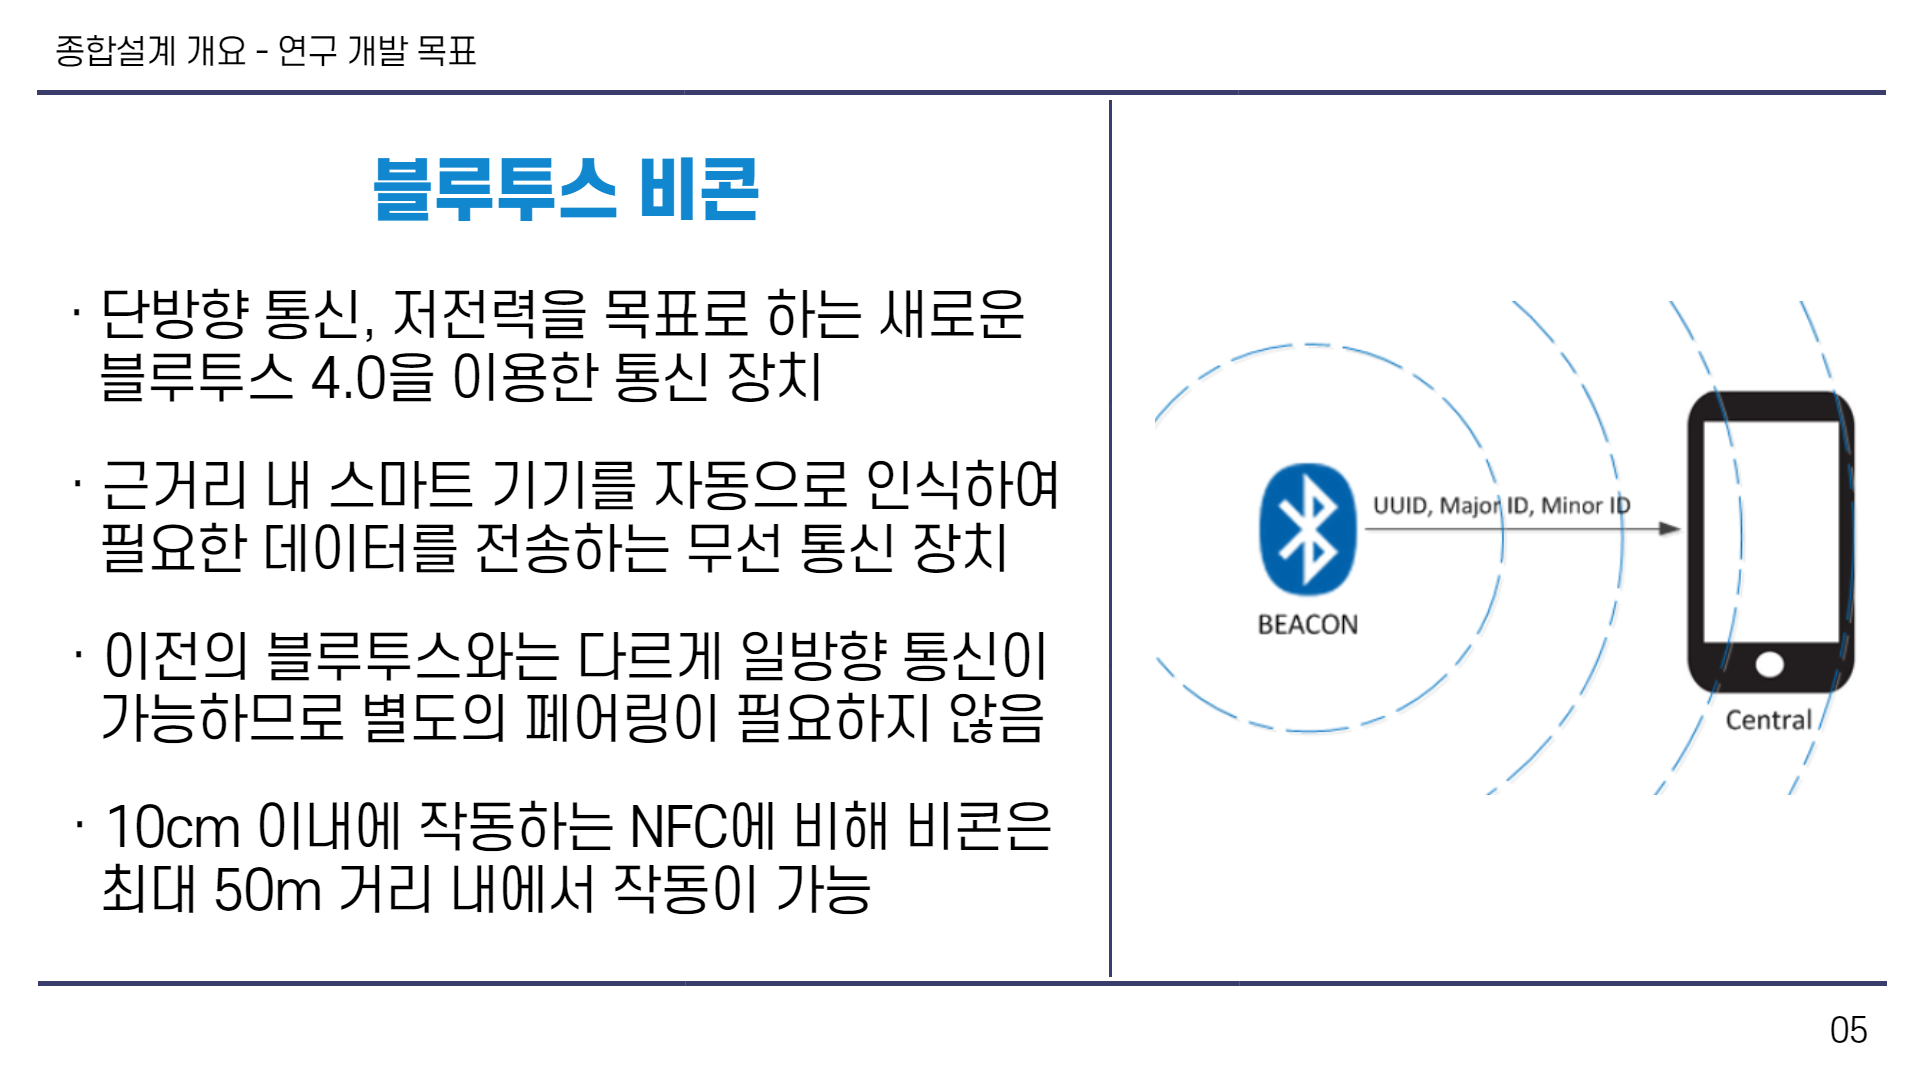 종합설계 개요 - 연구 개발 목표
블루투스 비콘
· 단방향 통신, 저전력을 목표로 하는 새로운
블루투스 4.0을 이용한 통신 장치
· 근거리 내 스마트 기기를 자동으로 인식하여
필요한 데이터를 전송하는 무선 통신 장치
· 이전의 블루투스와는 다르게 일방향 통신이
가능하므로 별도의 페어링이 필요하지 않음
· 10cm 이내에 작동하는 NFC에 비해 비콘은
최대 50m 거리 내에서 작동이 가능
UUID, Major ID, Minor ID
BEACON
Central
05